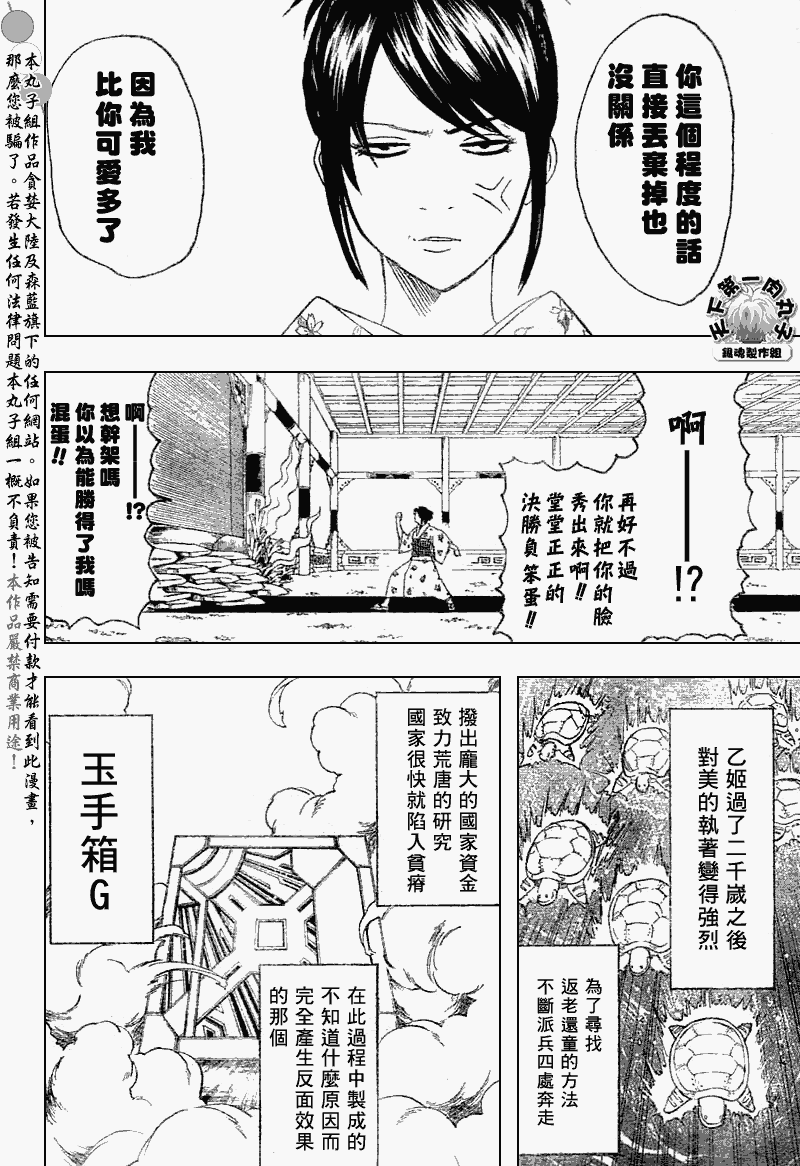 你這個程度的話
直接丟棄掉也
沒關係
因為我
比你可愛多了
天下第一肉丸子
銀魂製作組
啊——!?
再好不過
你就把你的臉
秀出來啊!!
堂堂正正的
決勝負笨蛋!!
啊——!?
想幹架嗎
你以為能勝得了我嗎
混蛋!!
乙姬過了二千歲之後
對美的執著變得強烈
為了尋找
返老還童的方法
不斷派兵四處奔走
撥出龐大的國家資金
致力荒唐的研究
國家很快就陷入貧瘠
在此過程中製成的
不知道什麼原因而
完全產生反面效果
的那個
玉手箱G
本丸子組作品貪婪大陸及森藍旗下的任何網站。如果您被告知需要付款才能看到此漫畫，
那麼您被騙了。若發生任何法律問題本丸子組一概不負責！本作品嚴禁商業用途！